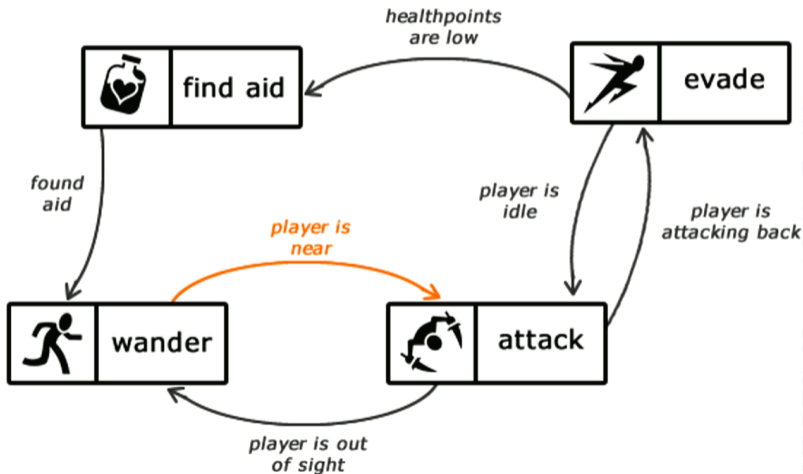 healthpoints
are low
find aid
evade
found
aid
player is
idle
player is
attacking back
player is
near
wander
attack
player is out
of sight